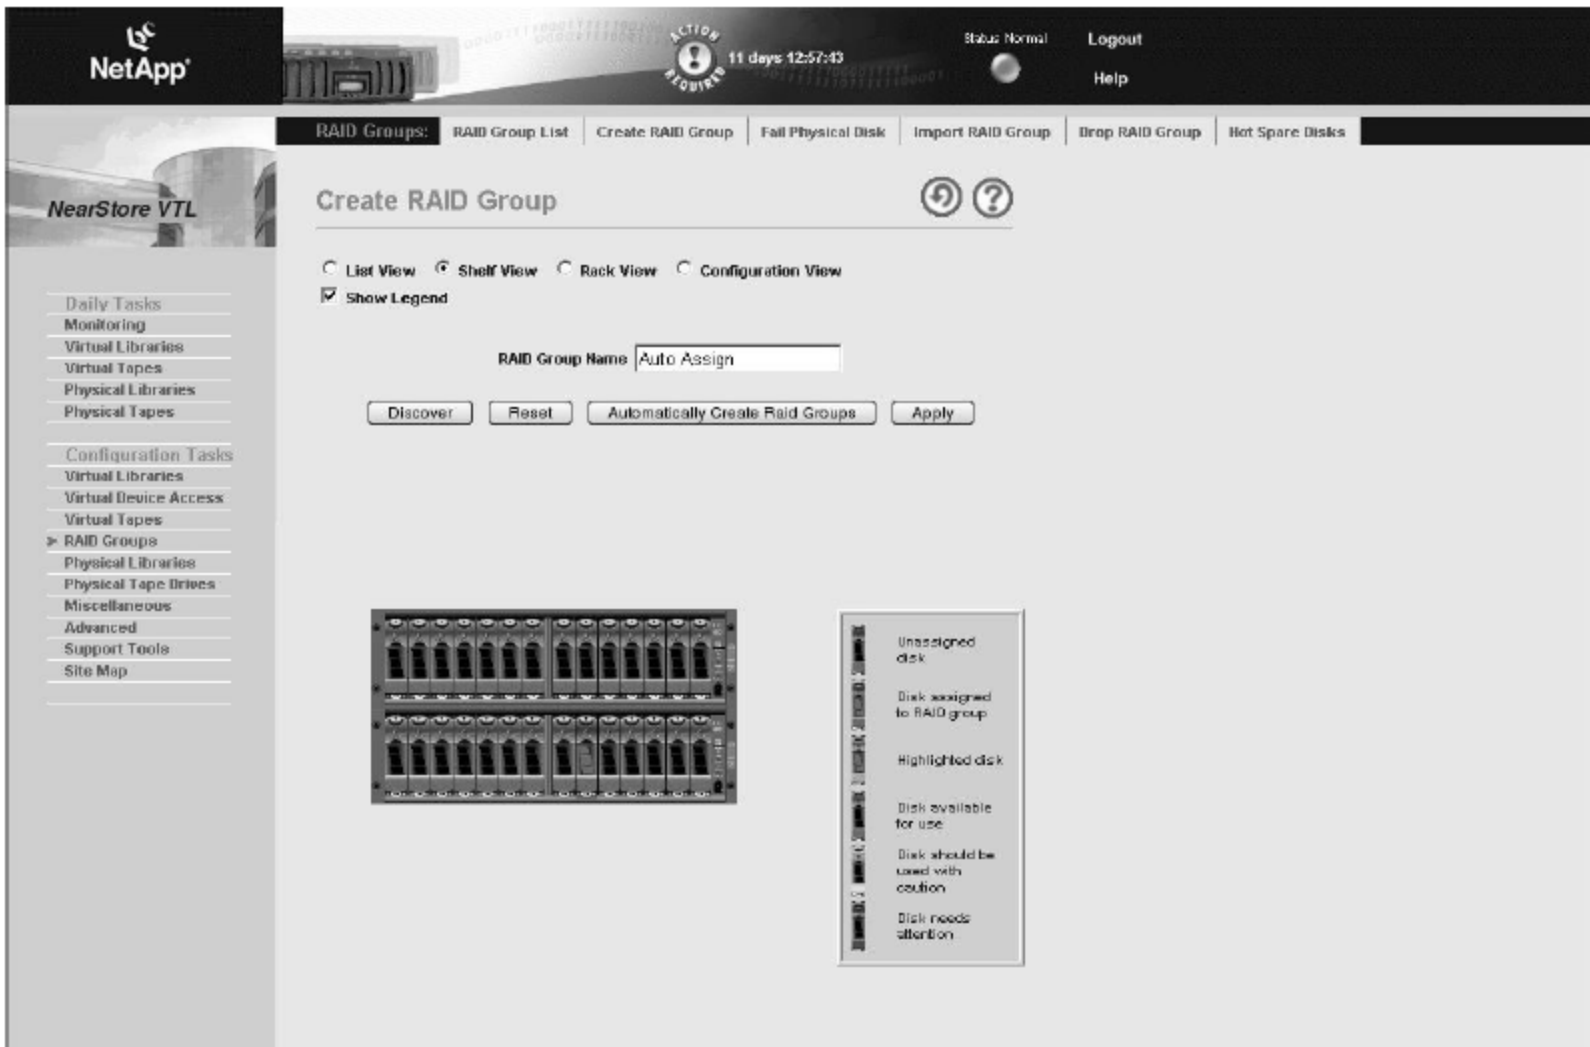 NetApp
ACTION REQUIRED
11 days 12:57:43
Status Normal
Logout
Help
RAID Groups:
RAID Group List
Create RAID Group
Fail Physical Disk
Import RAID Group
Drop RAID Group
Hot Spare Disks
NearStore VTL
Create RAID Group
List View
Shelf View
Rack View
Configuration View
Show Legend
RAID Group Name
Auto Assign
Discover
Reset
Automatically Create Raid Groups
Apply
Daily Tasks
Monitoring
Virtual Libraries
Virtual Tapes
Physical Libraries
Physical Tapes
Configuration Tasks
Virtual Libraries
Virtual Device Access
Virtual Tapes
RAID Groups
Physical Libraries
Physical Tape Drives
Miscellaneous
Advanced
Support Tools
Site Map
Unassigned
disk
Disk assigned
to RAID group
Highlighted disk
Disk available
for use
Disk should be
used with
caution
Disk needs
attention